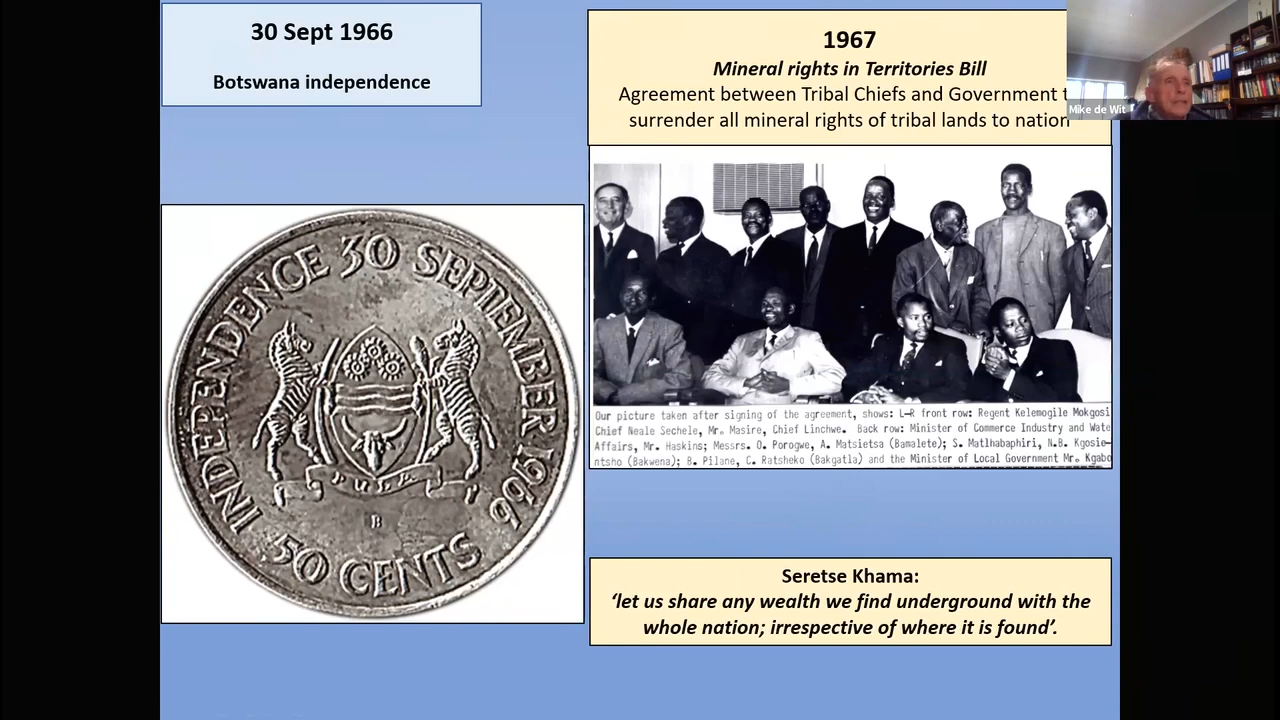 30 Sept 1966
Botswana independence
1967
Mineral rights in Territories Bill
Agreement between Tribal Chiefs and Government
surrender all mineral rights of tribal lands to nation
Mike de Wit
INDEPENDENCE 30 SEPTEMBER 1966
PULA
B
50 CENTS
Our picture taken after signing of the agreement, shows: L-R front row: Regent Kelemogile Mokgosi
Chief Neale Sechele, Mr. Masire, Chief Linchwe. Back row: Minister of Commerce Industry and Wate
Affairs, Mr. Haskins; Messrs. O. Porogwe, A. Matsietsa (Bamalete); S. Matlhabaphiri, N.B. Kgosie-
ntsho (Bakwena); B. Pilane, C. Ratsheko (Bakgatla) and the Minister of Local Government Mr. Kgabo
Seretse Khama:
‘let us share any wealth we find underground with the
whole nation; irrespective of where it is found’.